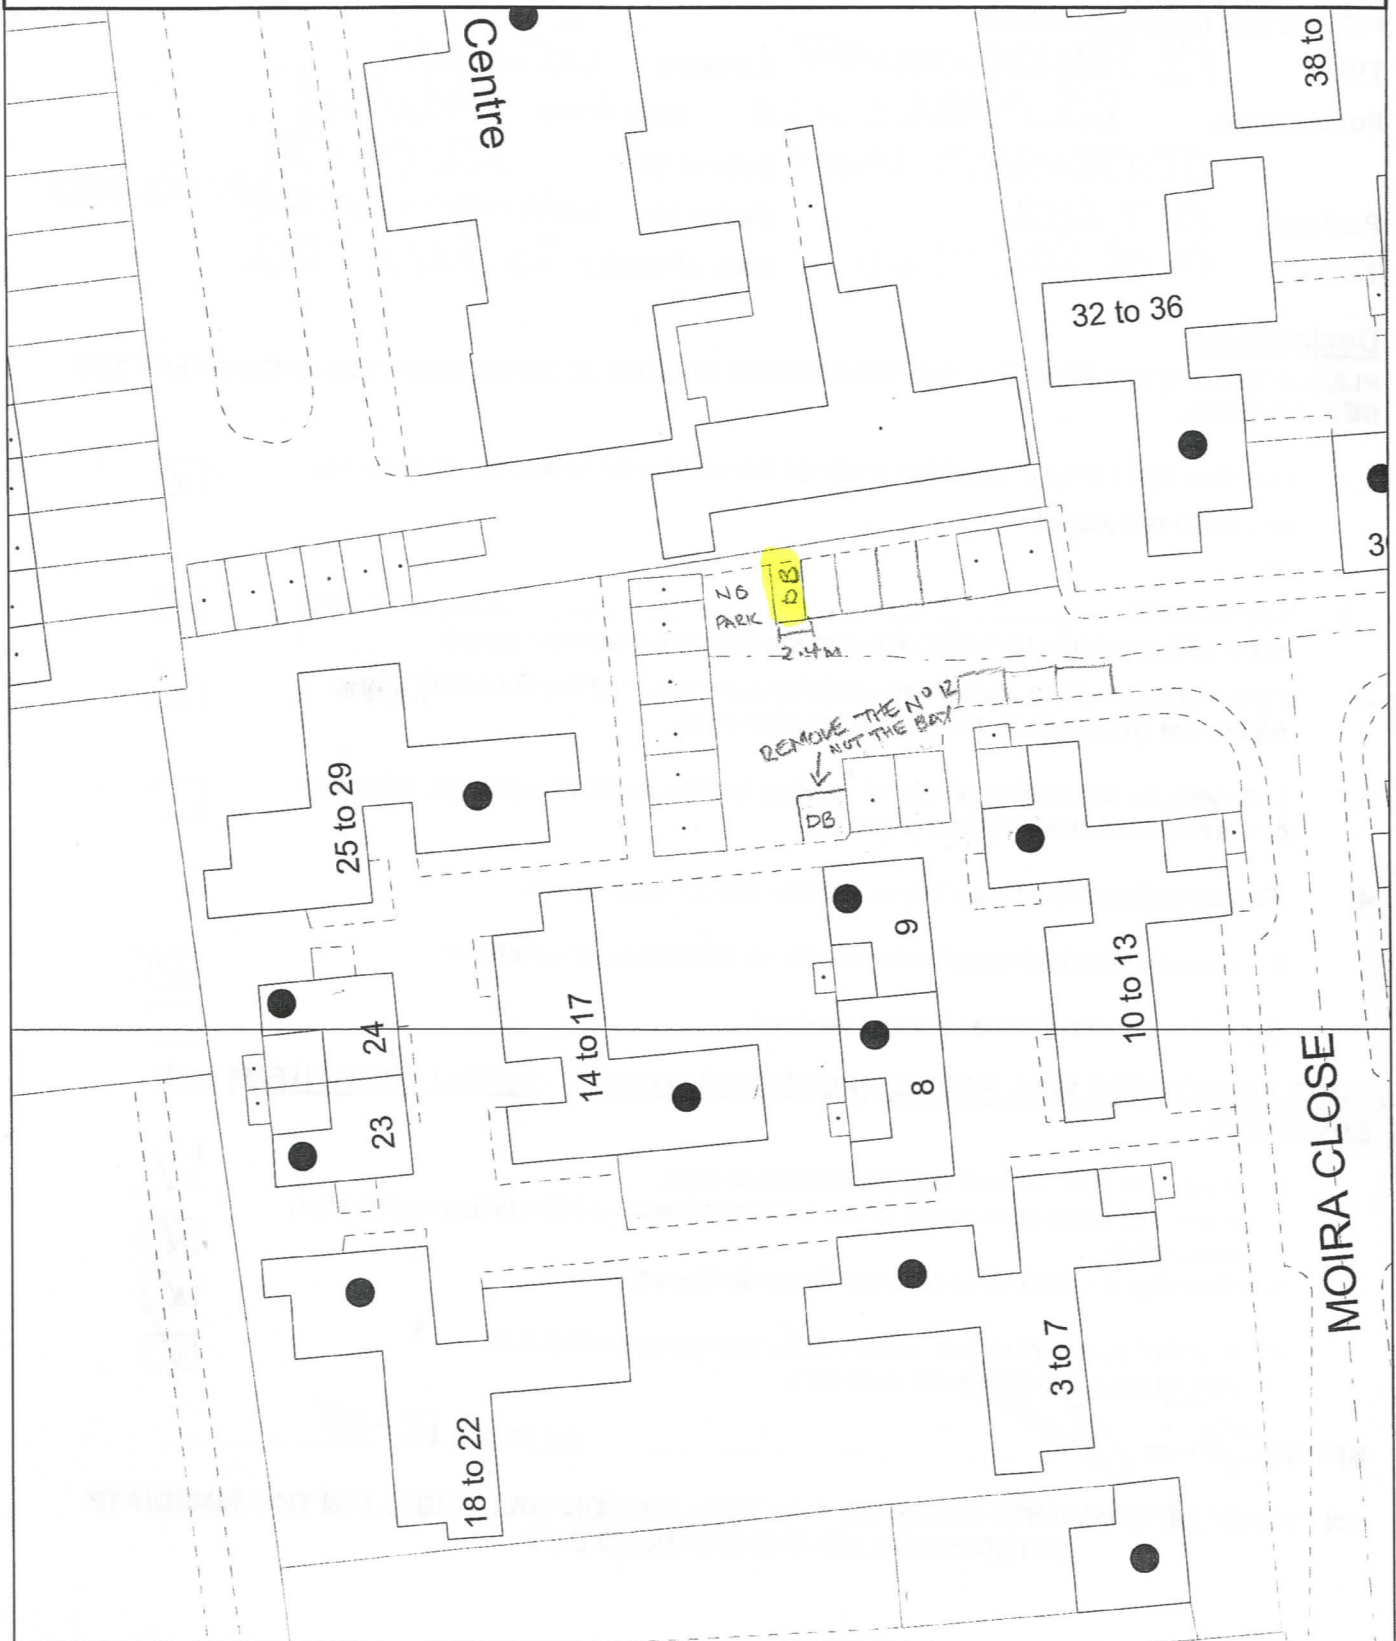 Centre
38 to
32 to 36
30
NO
PARK
DB
2.4M
REMOVE THE Nº 12
NOT THE BAY
DB
25 to 29
9
24
14 to 17
10 to 13
8
23
MOIRA CLOSE
3 to 7
18 to 22